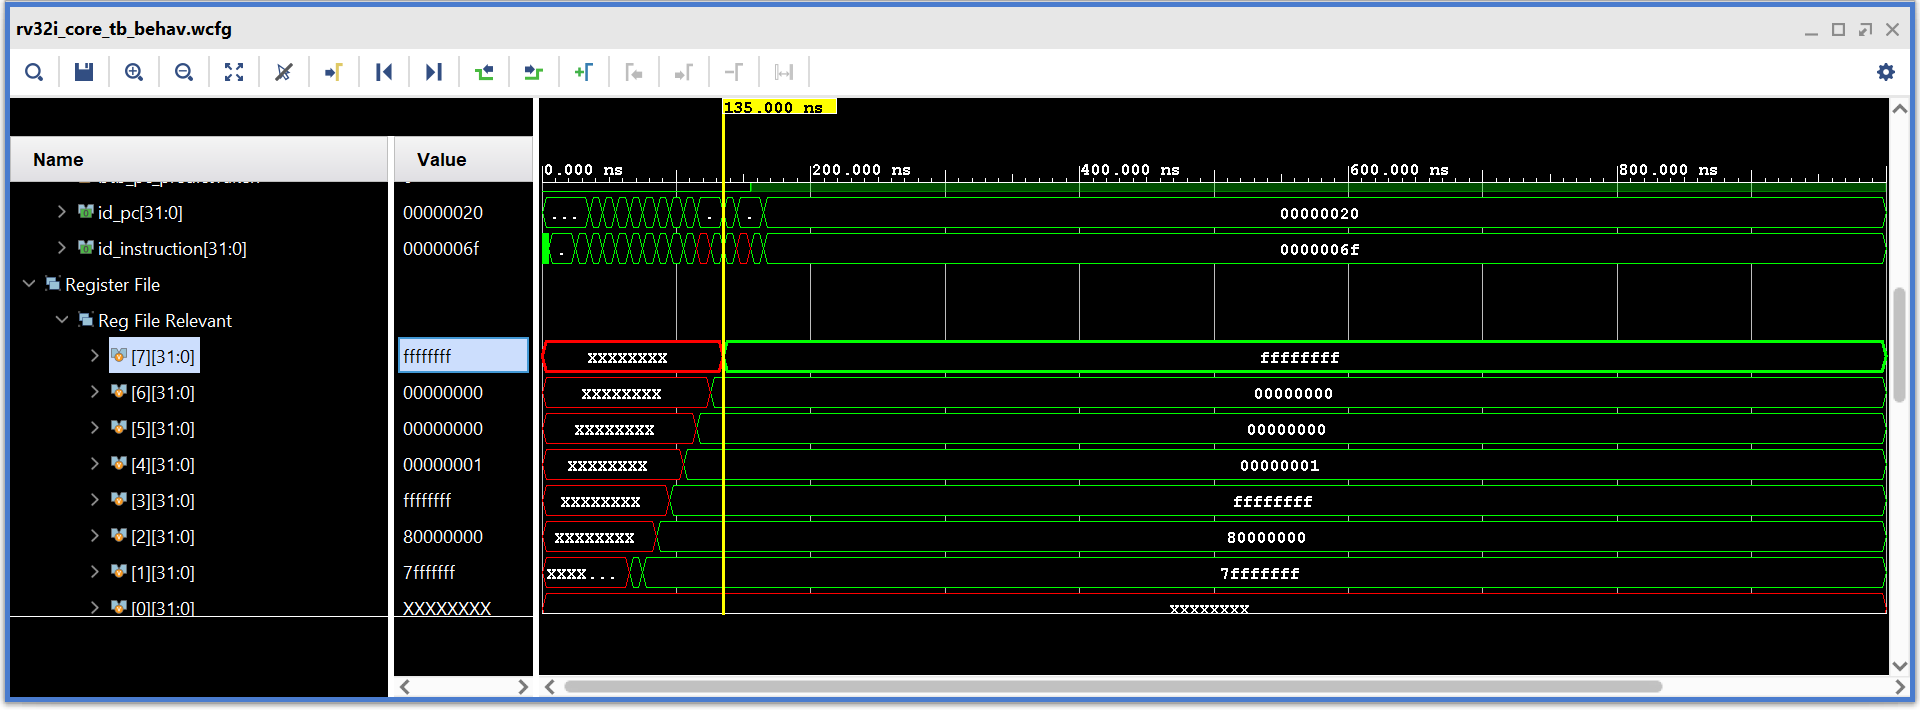 rv32i_core_tb_behav.wcfg
135.000 ns
Name Value
0.000 ns 200.000 ns 400.000 ns 600.000 ns 800.000 ns
id_pc[31:0] 00000020 ... . . 00000020
id_instruction[31:0] 0000006f . 0000006f
Register File
Reg File Relevant
[7][31:0] ffffffff XXXXXXXX ffffffff
[6][31:0] 00000000 XXXXXXXX 00000000
[5][31:0] 00000000 XXXXXXXX 00000000
[4][31:0] 00000001 XXXXXXXX 00000001
[3][31:0] ffffffff XXXXXXXX ffffffff
[2][31:0] 80000000 XXXXXXXX 80000000
[1][31:0] 7fffffff XXXX... 7fffffff
[0][31:0] XXXXXXXX XXXXXXXX